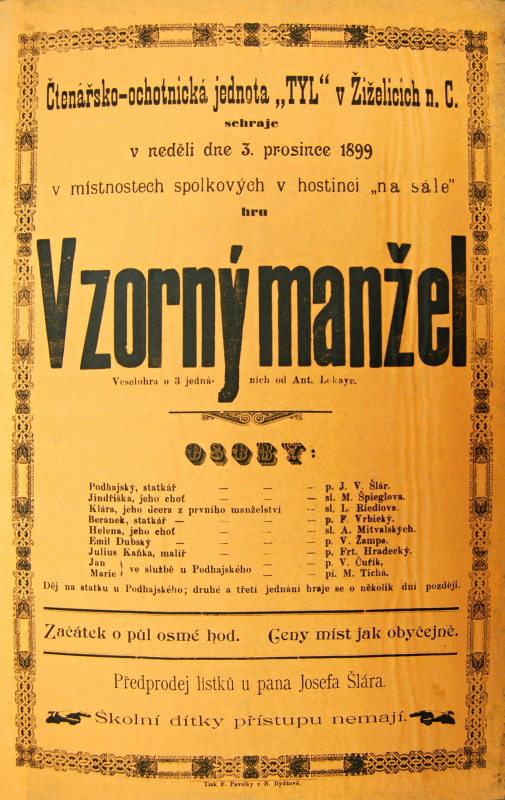 Čtenářsko-ochotnická jednota „TYL“ v Žiželicích n. C.
sehraje
v neděli dne 3. prosince 1899
v místnostech spolkových v hostinci „na sále”
hru
Vzorný manžel
Veselohra o 3 jedná- ních od Ant. Lokaye.
OSOBY:
Podhajský, statkář — — — p. J. V. Šlár.
Jindřiška, jeho choť — — — sl. M. Špieglova.
Klára, jeho dcera z prvního manželství — sl. L. Riedlova.
Beránek, statkář — — — — p. F. Vrbický.
Helena, jeho choť — — — sl. A. Mitvalských.
Emil Dubský — — — — p. V. Žampa.
Julius Kaňka, malíř — — — p. Frt. Hradecký.
Jan } ve službě u Podhajského — — p. V. Čuřík.
Marie } pí. M. Tichá.
Děj na statku u Podhajského; druhé a třetí jednání hraje se o několik dní později.
Začátek o půl osmé hod. Ceny míst jak obyčejně.
Předprodej lístků u pana Josefa Šlára.
Školní dítky přístupu nemají.
Tisk F. Pavelky v N. Bydžově.